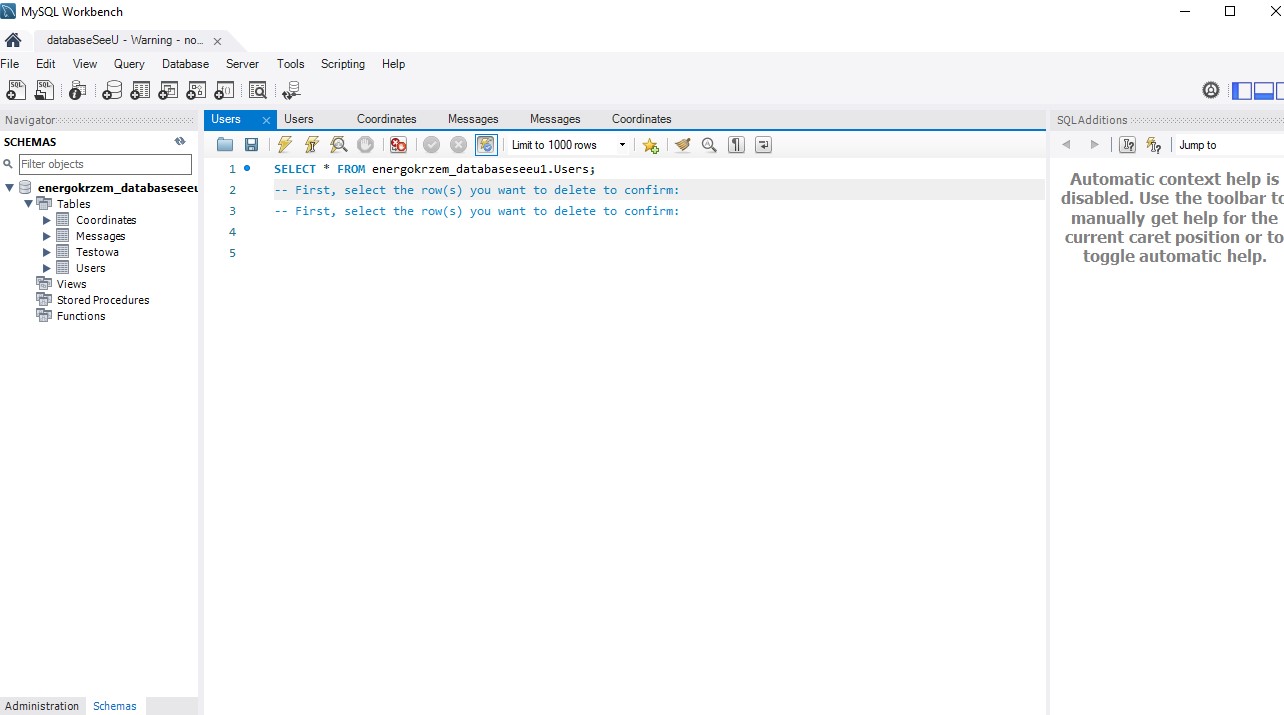 MySQL Workbench
databaseSeeU - Warning - no...
File Edit View Query Database Server Tools Scripting Help
Navigator
SCHEMAS
Filter objects
energokrzem_databaseseeu
Tables
Coordinates
Messages
Testowa
Users
Views
Stored Procedures
Functions
Administration Schemas
Users Users Coordinates Messages Messages Coordinates
Limit to 1000 rows
1 SELECT * FROM energokrzem_databaseseeu1.Users;
2 -- First, select the row(s) you want to delete to confirm:
3 -- First, select the row(s) you want to delete to confirm:
4
5
SQLAdditions
Jump to
Automatic context help is
disabled. Use the toolbar to
manually get help for the
current caret position or to
toggle automatic help.